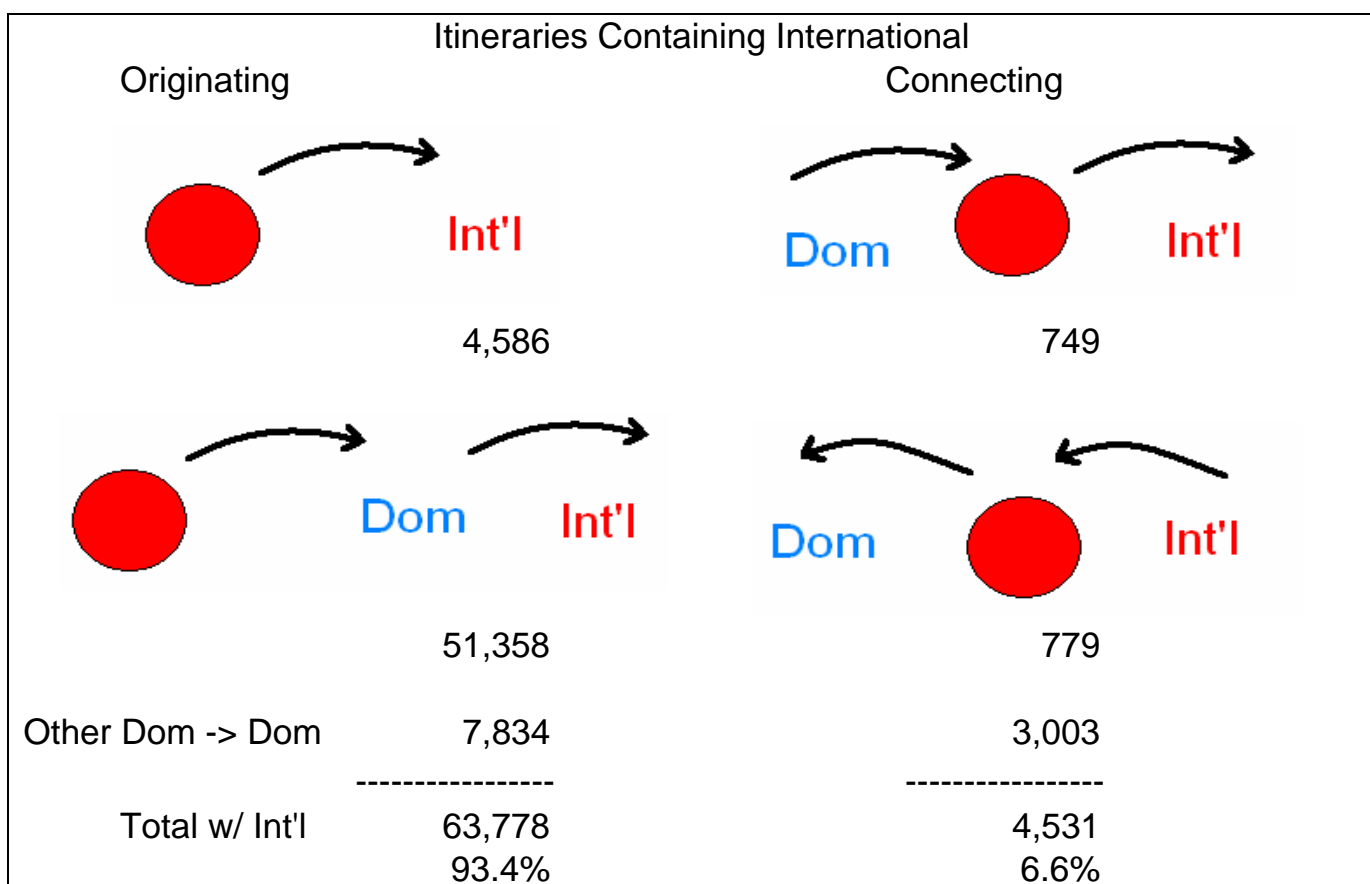 Itineraries Containing International
Originating Connecting
Int'l Dom Int'l
4,586 749
Dom Int'l Dom Int'l
51,358 779
Other Dom -> Dom 7,834 3,003
----------------- -----------------
Total w/ Int'l 63,778 4,531
93.4% 6.6%